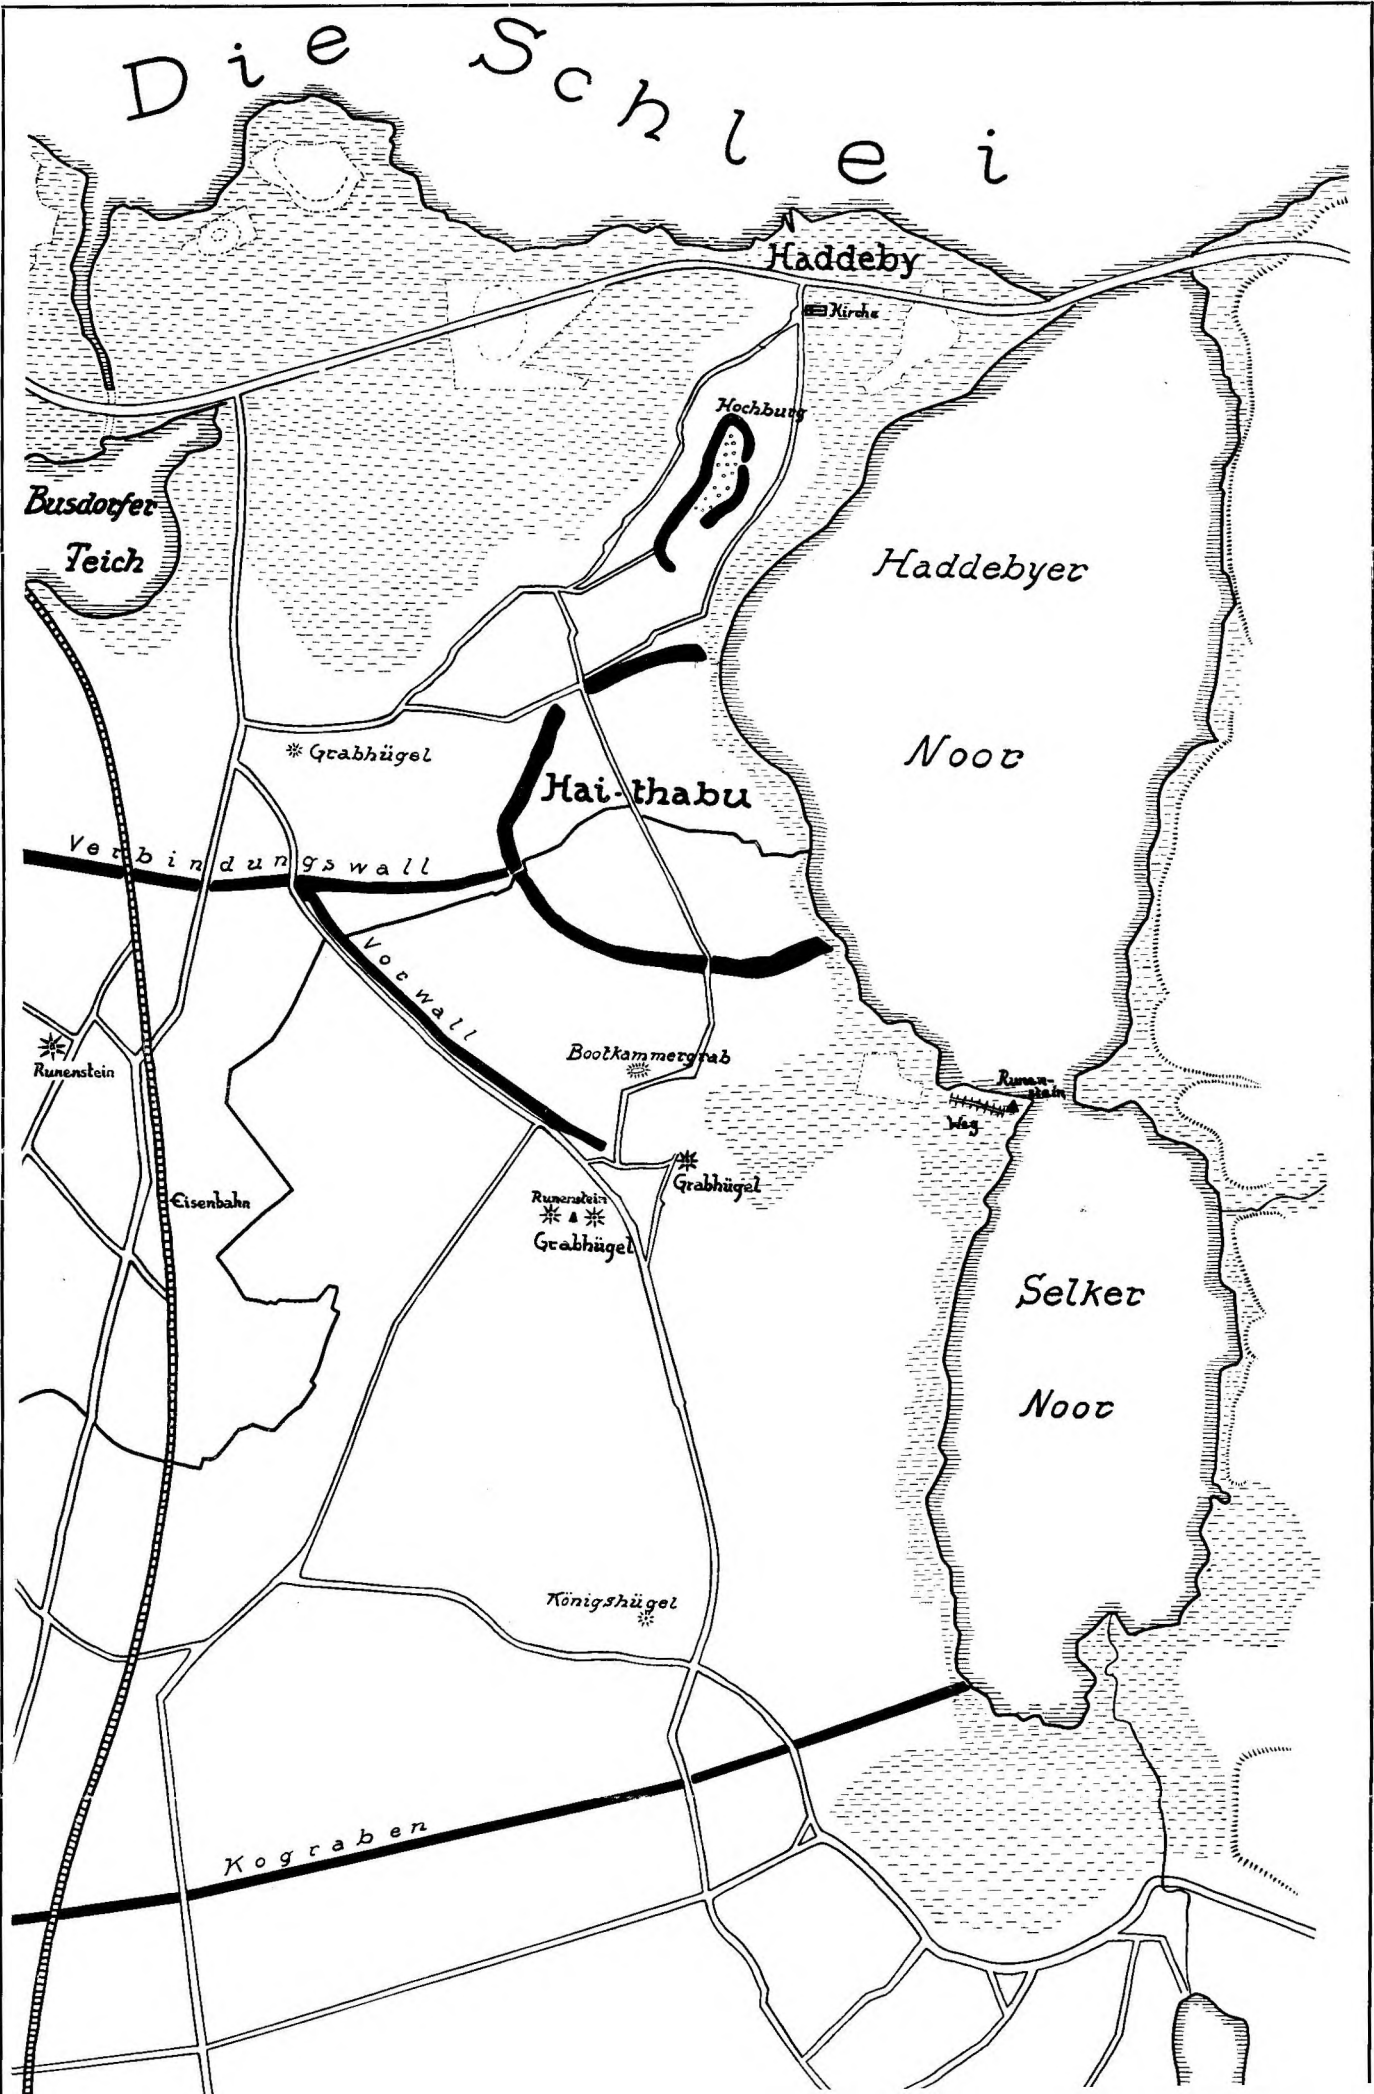 Die Schlei
Haddeby
Kirche
Hochburg
Busdorfer
Teich
Haddebyer
Noor
Grabhügel
Hai-thabu
Verbindungswall
Vorwall
Bootkammergrab
Runenstein
Runen-
stein
Weg
Grabhügel
Eisenbahn
Runenstein
Grabhügel
Selker
Noor
Königshügel
Kograben